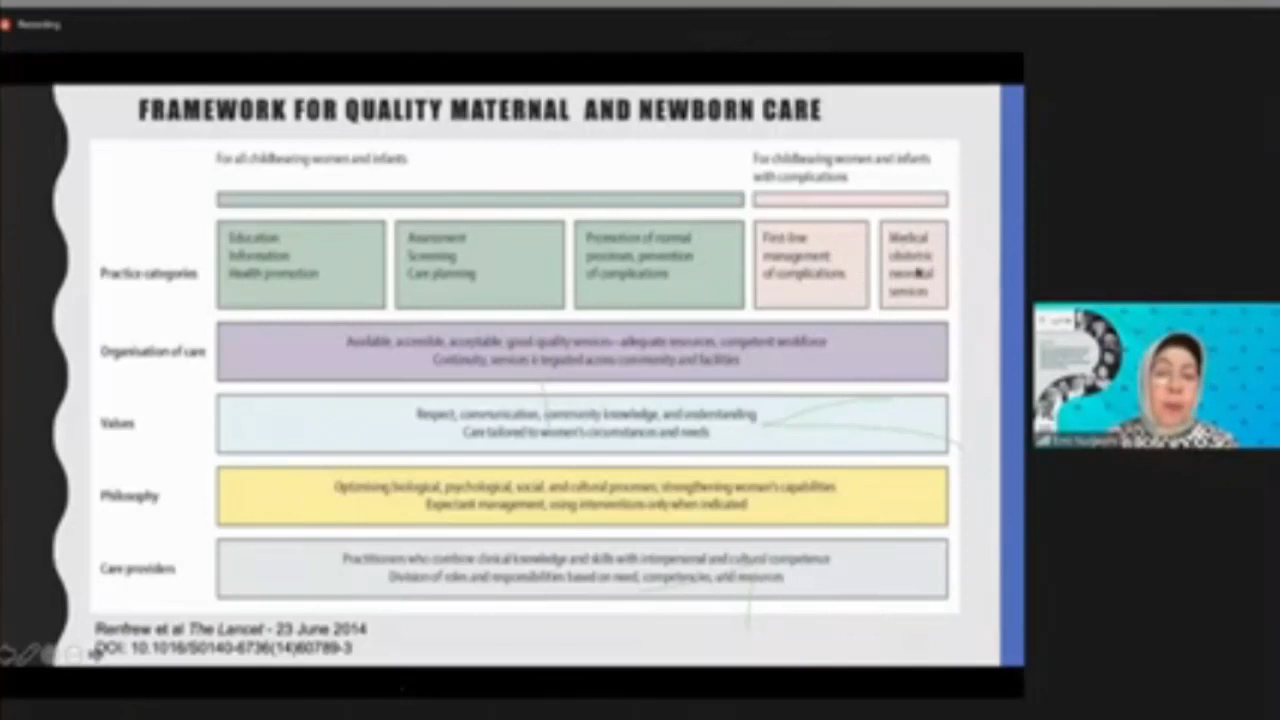 Recording
FRAMEWORK FOR QUALITY MATERNAL AND NEWBORN CARE
For all childbearing women and infants
For childbearing women and infants
with complications
Practice categories
Education
Information
Health promotion
Assessment
Screening
Care planning
Promotion of normal
processes, prevention
of complications
First-line
management
of complications
Medical
obstetric
neonatal
services
Organisation of care
Available, accessible, acceptable, good-quality services—adequate resources, competent workforce
Continuity, services integrated across community and facilities
Values
Respect, communication, community knowledge, and understanding
Care tailored to women's circumstances and needs
Philosophy
Optimising biological, psychological, social, and cultural processes; strengthening woman's capabilities
Expectant management, using interventions only when indicated
Care providers
Practitioners who combine clinical knowledge and skills with interpersonal and cultural competence
Division of roles and responsibilities based on need, competencies, and resources
Renfrew et al The Lancet - 23 June 2014
DOI: 10.1016/S0140-6736(14)60789-3